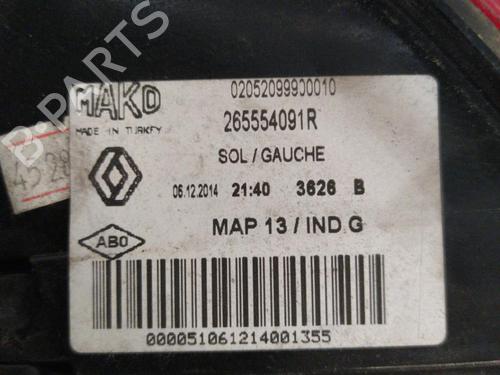 MAKO
MADE IN TURKEY
02052099900010
265554091R
SOL / GAUCHE
06.12.2014 21:40 3626 B
ABO
MAP 13 / IND G
000051061214001355
B-PARTS